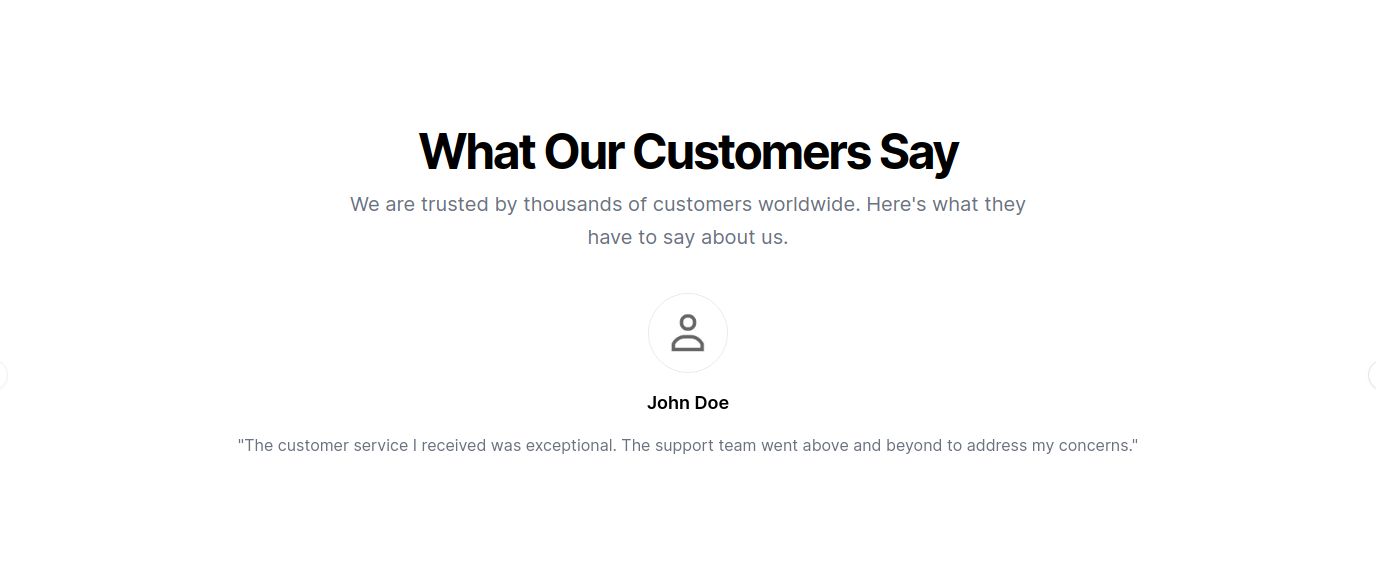 What Our Customers Say
We are trusted by thousands of customers worldwide. Here's what they
have to say about us.
John Doe
"The customer service I received was exceptional. The support team went above and beyond to address my concerns."